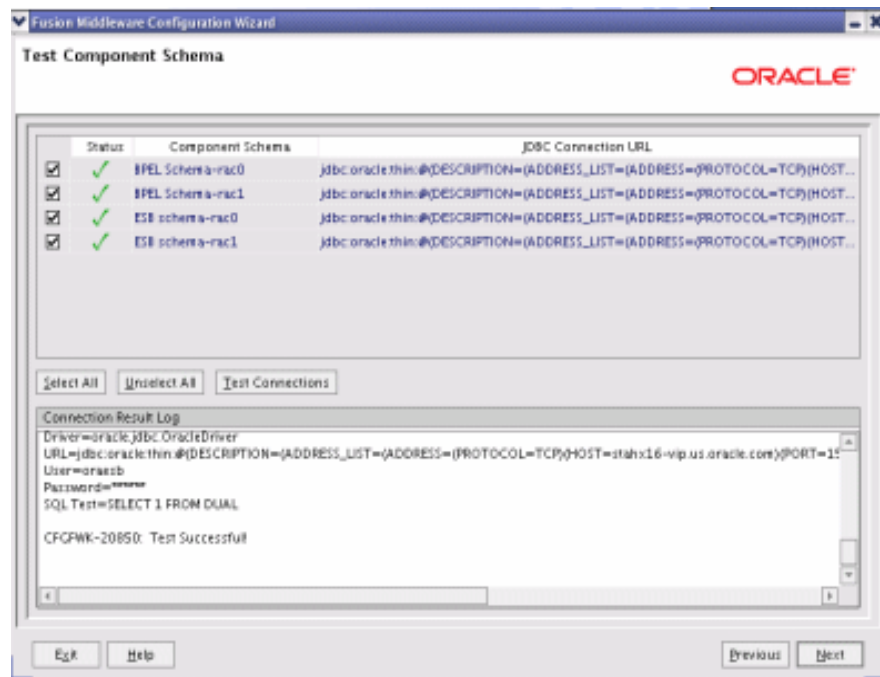 Fusion Middleware Configuration Wizard
Test Component Schema
ORACLE
Status Component Schema JDBC Connection URL
BPEL Schema-rac0 jdbc:oracle:thin:@(DESCRIPTION=(ADDRESS_LIST=(ADDRESS=(PROTOCOL=TCP)(HOST...
BPEL Schema-rac1 jdbc:oracle:thin:@(DESCRIPTION=(ADDRESS_LIST=(ADDRESS=(PROTOCOL=TCP)(HOST...
ESB schema-rac0 jdbc:oracle:thin:@(DESCRIPTION=(ADDRESS_LIST=(ADDRESS=(PROTOCOL=TCP)(HOST...
ESB schema-rac1 jdbc:oracle:thin:@(DESCRIPTION=(ADDRESS_LIST=(ADDRESS=(PROTOCOL=TCP)(HOST...
Select All Unselect All Test Connections
Connection Result Log
Driver=oracle.jdbc.OracleDriver
URL=jdbc:oracle:thin:@(DESCRIPTION=(ADDRESS_LIST=(ADDRESS=(PROTOCOL=TCP)(HOST=stahx16-vip.us.oracle.com)(PORT=15
User=oraesb
Password=******
SQL Test=SELECT 1 FROM DUAL
CFGFWK-20850: Test Successful!
Exit Help Previous Next